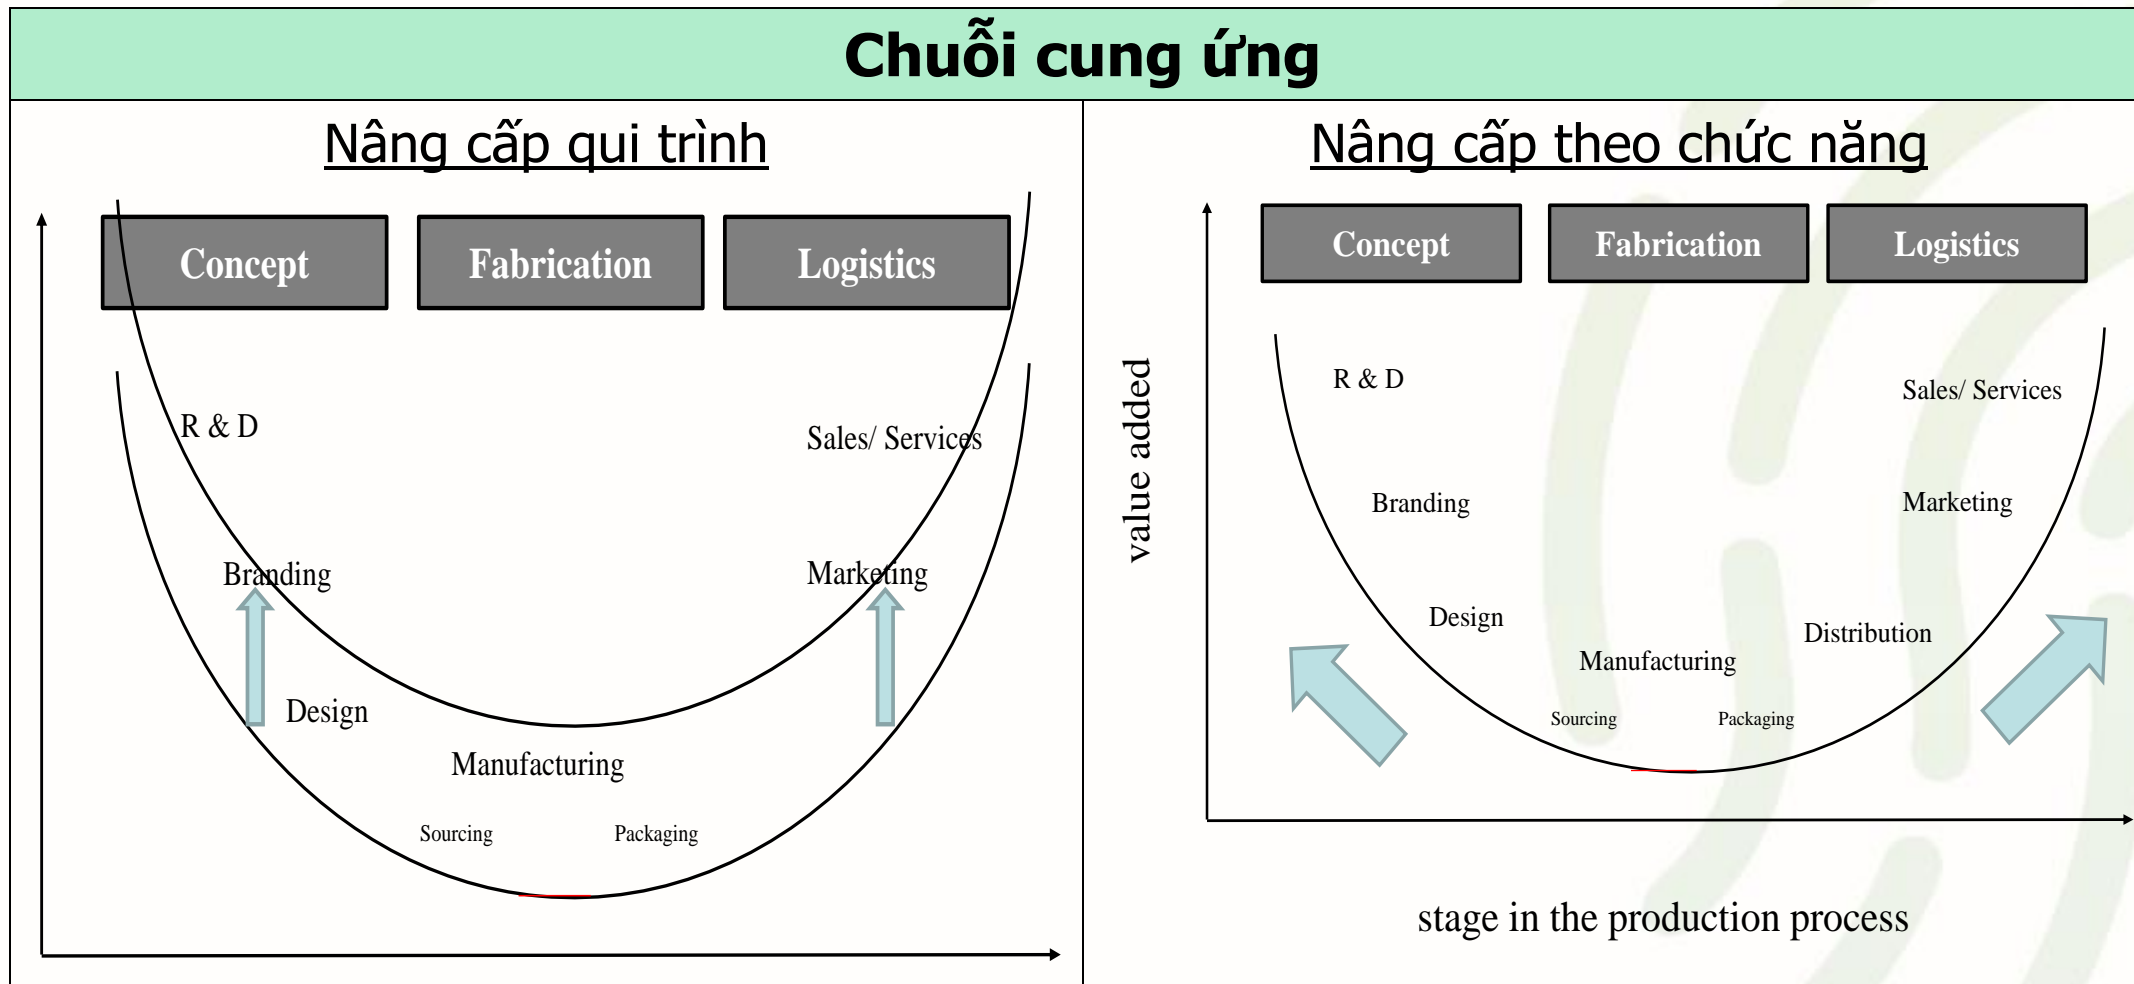 Chuỗi cung ứng
Nâng cấp qui trình
Concept
Fabrication
Logistics
R & D
Sales/ Services
Branding
Marketing
Design
Manufacturing
Sourcing
Packaging
Nâng cấp theo chức năng
Concept
Fabrication
Logistics
value added
R & D
Sales/ Services
Branding
Marketing
Design
Distribution
Manufacturing
Sourcing
Packaging
stage in the production process